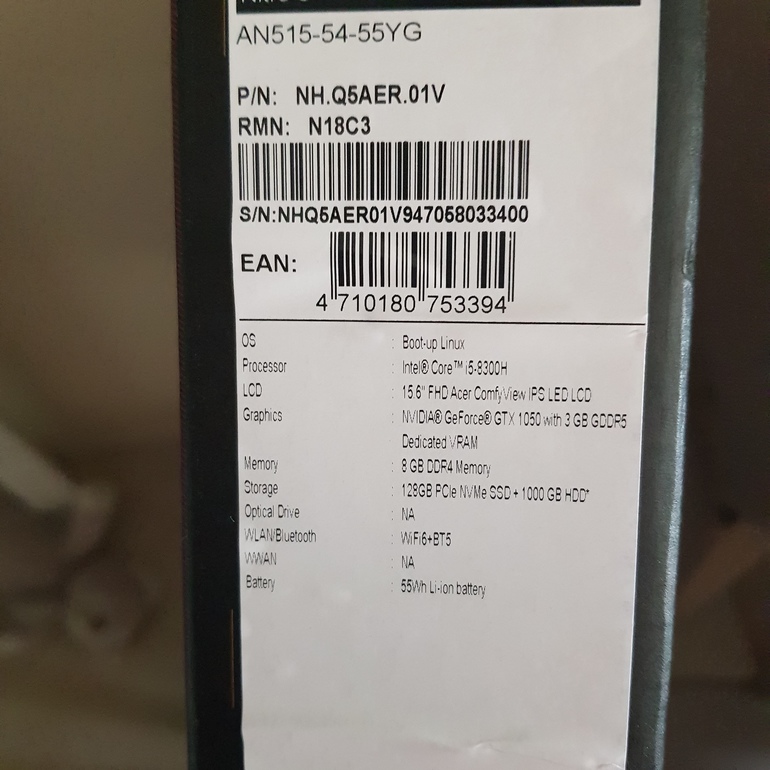 AN515-54-55YG
P/N: NH.Q5AER.01V
RMN: N18C3
S/N:NHQ5AER01V947058033400
EAN:
4 710180 753394
OS : Boot-up Linux
Processor : Intel® Core™ i5-8300H
LCD : 15.6" FHD Acer ComfyView IPS LED LCD
Graphics : NVIDIA® GeForce® GTX 1050 with 3 GB GDDR5
Dedicated VRAM
Memory : 8 GB DDR4 Memory
Storage : 128GB PCIe NVMe SSD + 1000 GB HDD*
Optical Drive : NA
WLAN/Bluetooth : WiFi6+BT5
WWAN : NA
Battery : 55Wh Li-ion battery